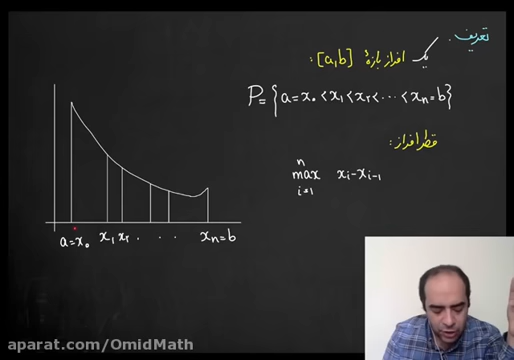 تعریف.
یک افراز بازهٔ [a,b] :
P = { a = x₀ < x₁ < x₂ < ... < xₙ = b }
قطر افراز :
n
max xᵢ - xᵢ₋₁
i=1
a = x₀ x₁ x₂ . . . xₙ = b
aparat.com/OmidMath